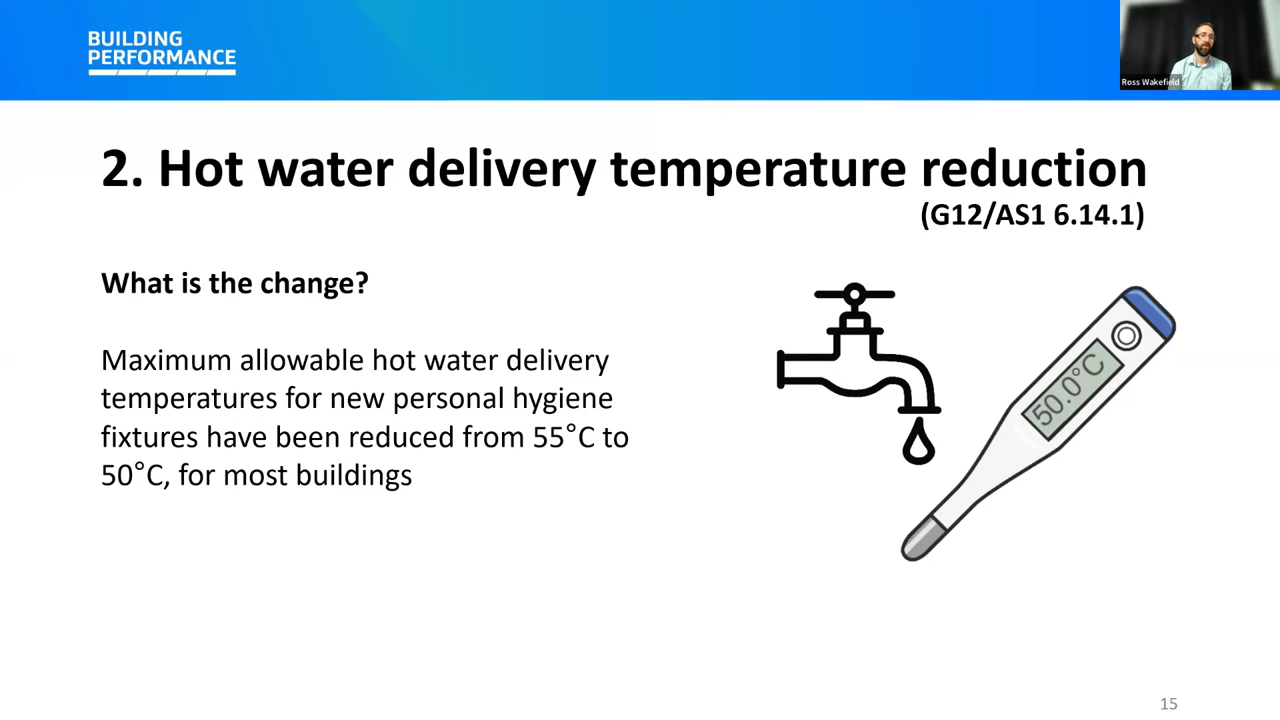 BUILDING
PERFORMANCE
Ross Wakefield
2. Hot water delivery temperature reduction
(G12/AS1 6.14.1)
What is the change?
Maximum allowable hot water delivery
temperatures for new personal hygiene
fixtures have been reduced from 55°C to
50°C, for most buildings
50.0°C
15